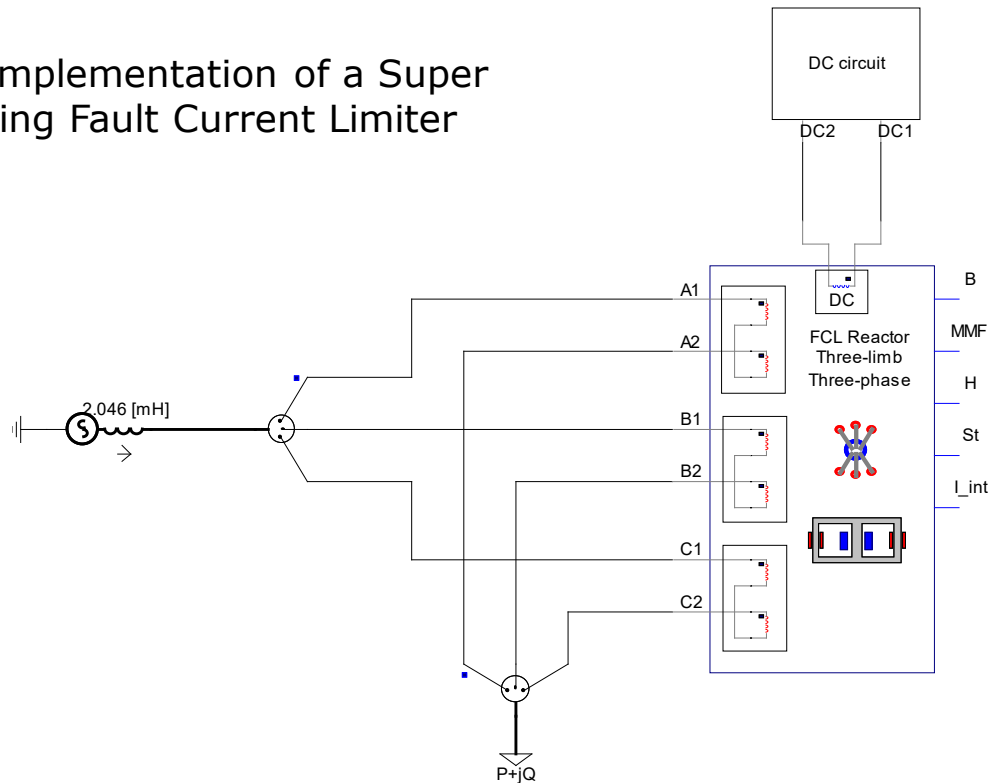 mplementation of a Super
ing Fault Current Limiter
DC circuit
DC2
DC1
DC
FCL Reactor
Three-limb
Three-phase
A1
A2
B1
B2
C1
C2
B
MMF
H
St
I_int
2.046 [mH]
P+jQ